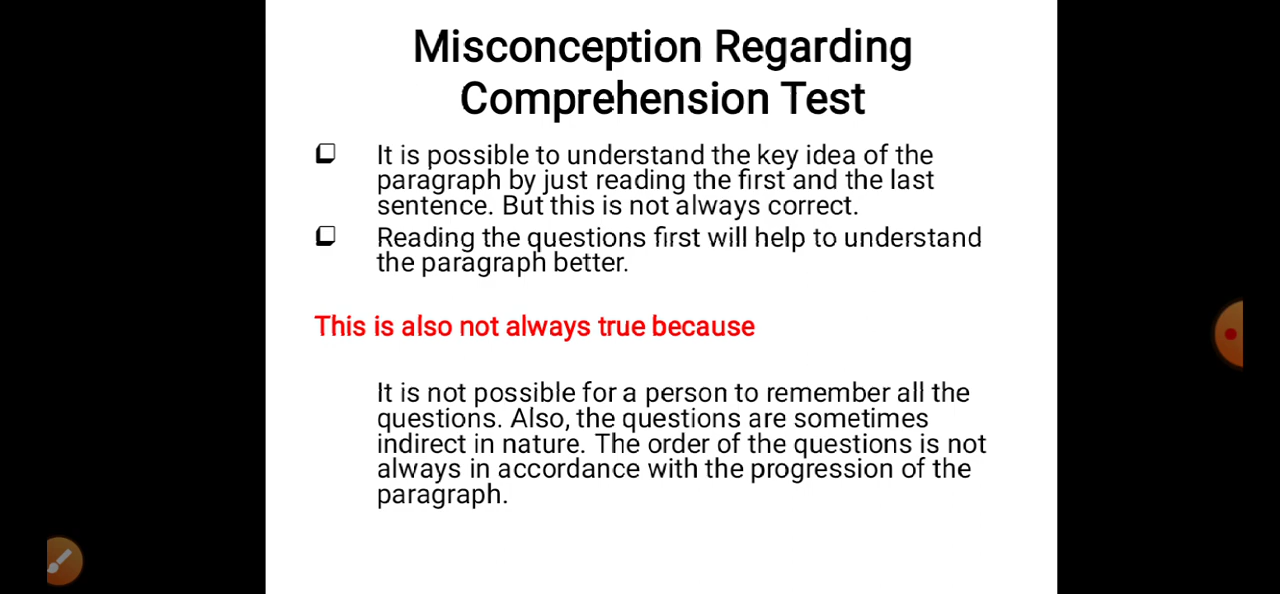 Misconception Regarding
Comprehension Test
It is possible to understand the key idea of the
paragraph by just reading the first and the last
sentence. But this is not always correct.
Reading the questions first will help to understand
the paragraph better.
This is also not always true because
It is not possible for a person to remember all the
questions. Also, the questions are sometimes
indirect in nature. The order of the questions is not
always in accordance with the progression of the
paragraph.